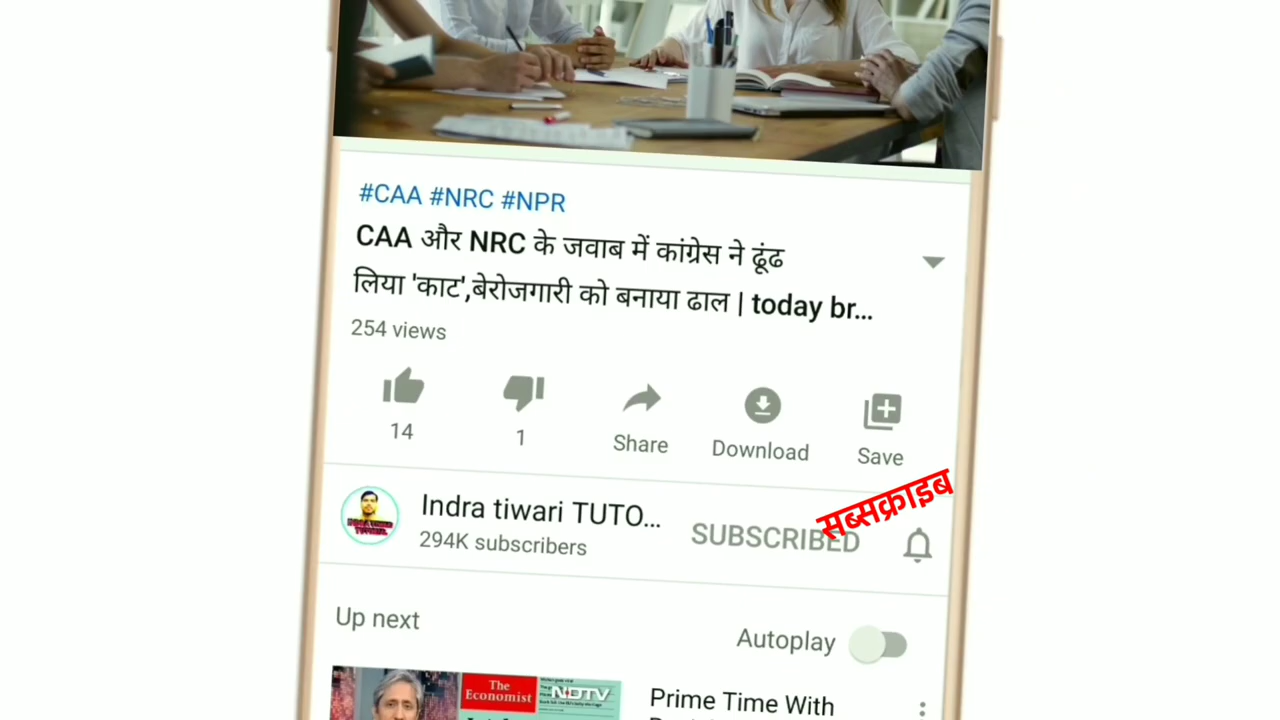 #CAA #NRC #NPR
CAA और NRC के जवाब में कांग्रेस ने ढूंढ
लिया 'काट',बेरोजगारी को बनाया ढाल | today br...
254 views
14
1
Share
Download
Save
सब्सक्राइब
Indra tiwari TUTO...
294K subscribers
SUBSCRIBED
Up next
Autoplay
The
Economist
NDTV
Prime Time With